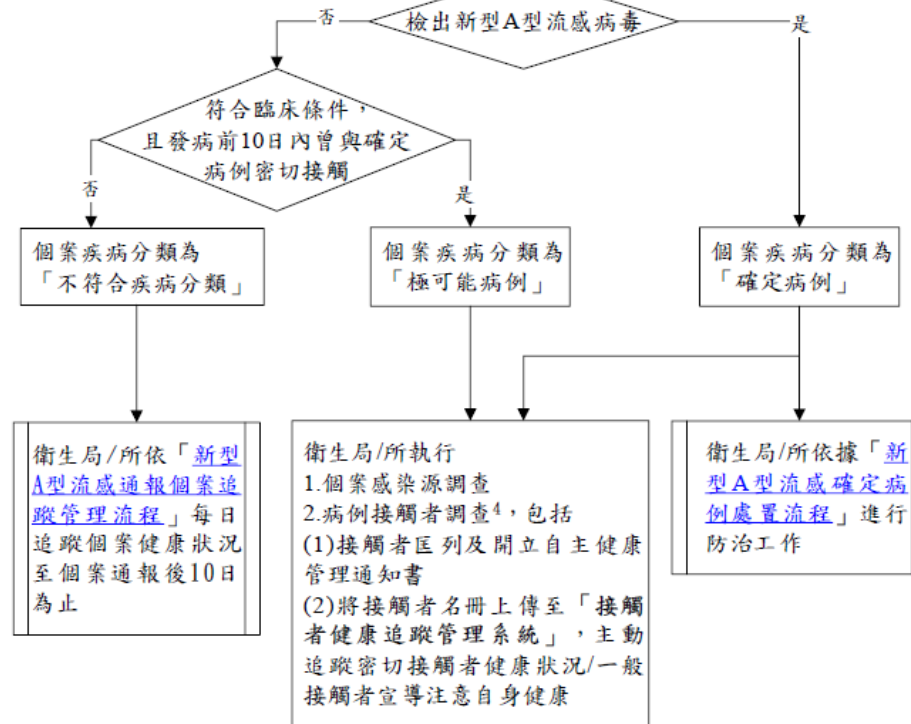 檢出新型A型流感病毒
否
是
符合臨床條件，
且發病前10日內曾與確定
病例密切接觸
否
是
個案疾病分類為
「不符合疾病分類」
個案疾病分類為
「極可能病例」
個案疾病分類為
「確定病例」
衛生局/所依「新型
A型流感通報個案追
蹤管理流程」每日
追蹤個案健康狀況
至個案通報後10日
為止
衛生局/所執行
1.個案感染源調查
2.病例接觸者調查4，包括
(1)接觸者匡列及開立自主健康
管理通知書
(2)將接觸者名冊上傳至「接觸
者健康追蹤管理系統」，主動
追蹤密切接觸者健康狀況/一般
接觸者宣導注意自身健康
衛生局/所依據「新
型A型流感確定病
例處置流程」進行
防治工作